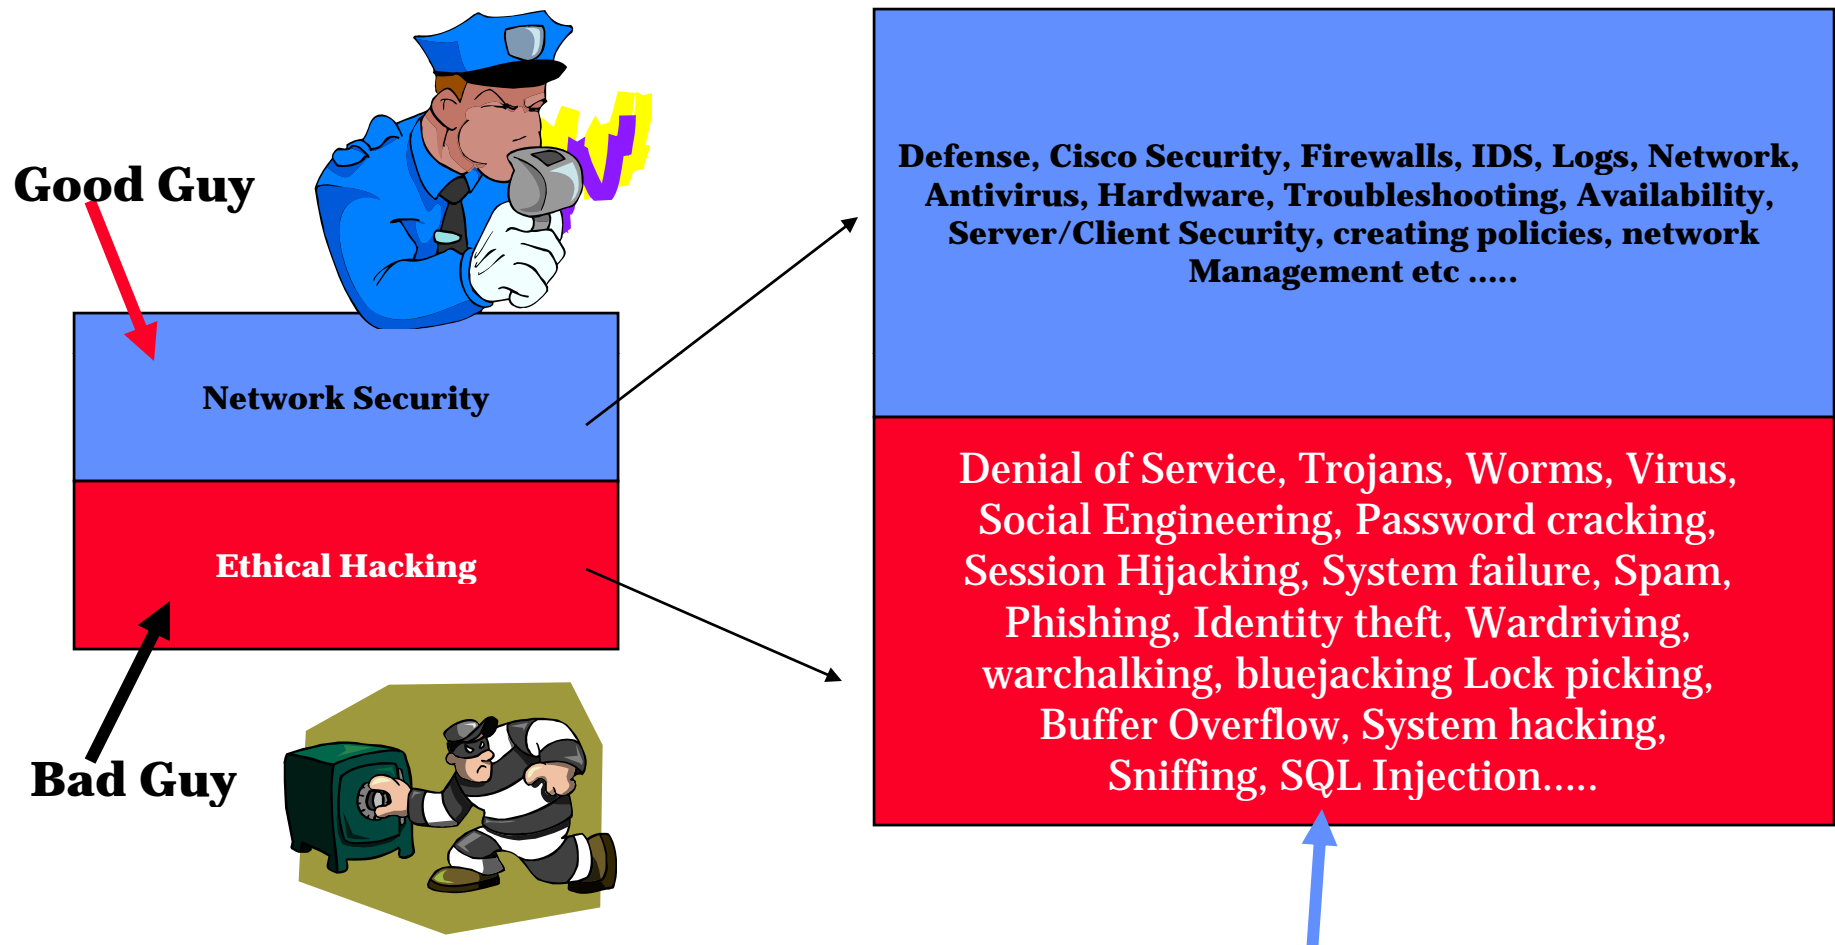 Good Guy
Network Security
Ethical Hacking
Bad Guy
Defense, Cisco Security, Firewalls, IDS, Logs, Network,
Antivirus, Hardware, Troubleshooting, Availability,
Server/Client Security, creating policies, network
Management etc .....
Denial of Service, Trojans, Worms, Virus,
Social Engineering, Password cracking,
Session Hijacking, System failure, Spam,
Phishing, Identity theft, Wardriving,
warchalking, bluejacking Lock picking,
Buffer Overflow, System hacking,
Sniffing, SQL Injection.....